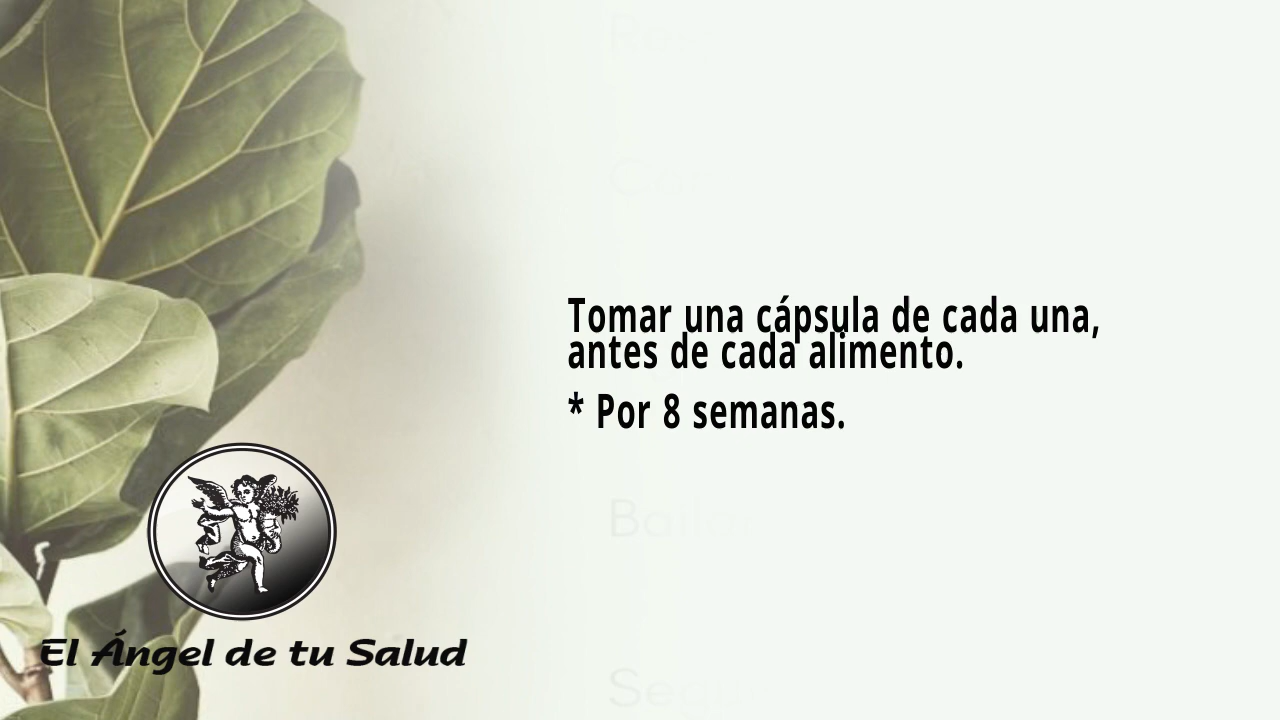 Tomar una cápsula de cada una,
antes de cada alimento.
* Por 8 semanas.
El Ángel de tu Salud